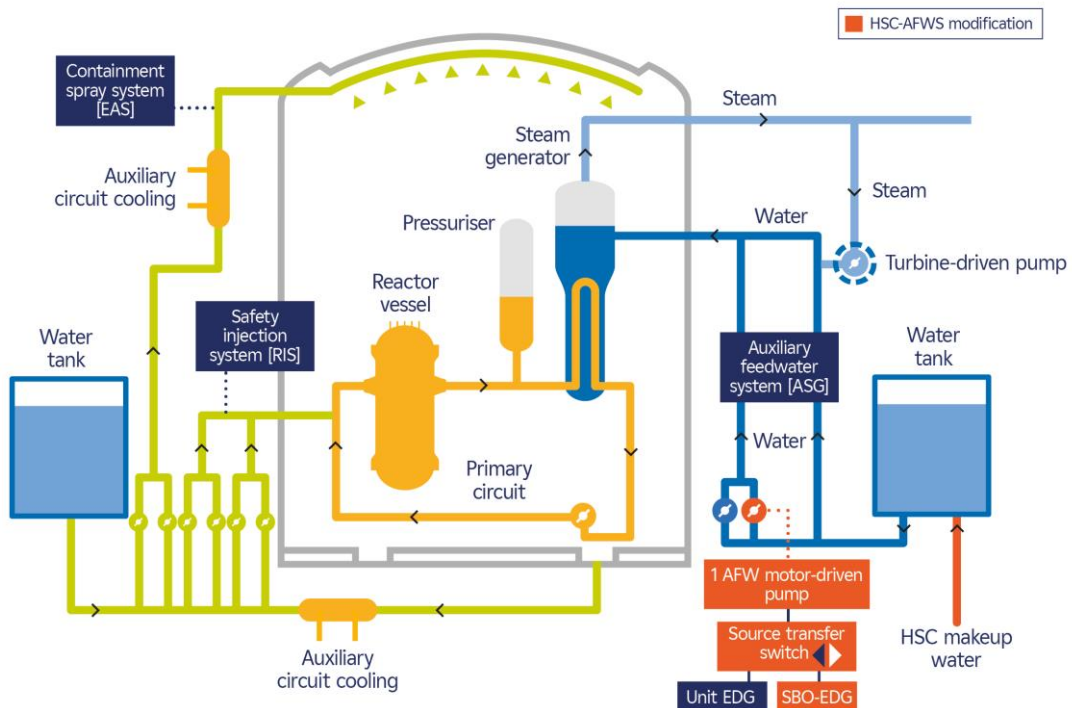 HSC-AFWS modification
Containment
spray system
[EAS]
Steam
Steam
generator
Auxiliary
circuit cooling
Steam
Water
Pressuriser
Turbine-driven pump
Reactor
vessel
Safety
injection
system [RIS]
Water
tank
Auxiliary
feedwater
system [ASG]
Water
tank
Water
Primary
circuit
1 AFW motor-driven
pump
Source transfer
switch
HSC makeup
water
Auxiliary
circuit cooling
Unit EDG
SBO-EDG